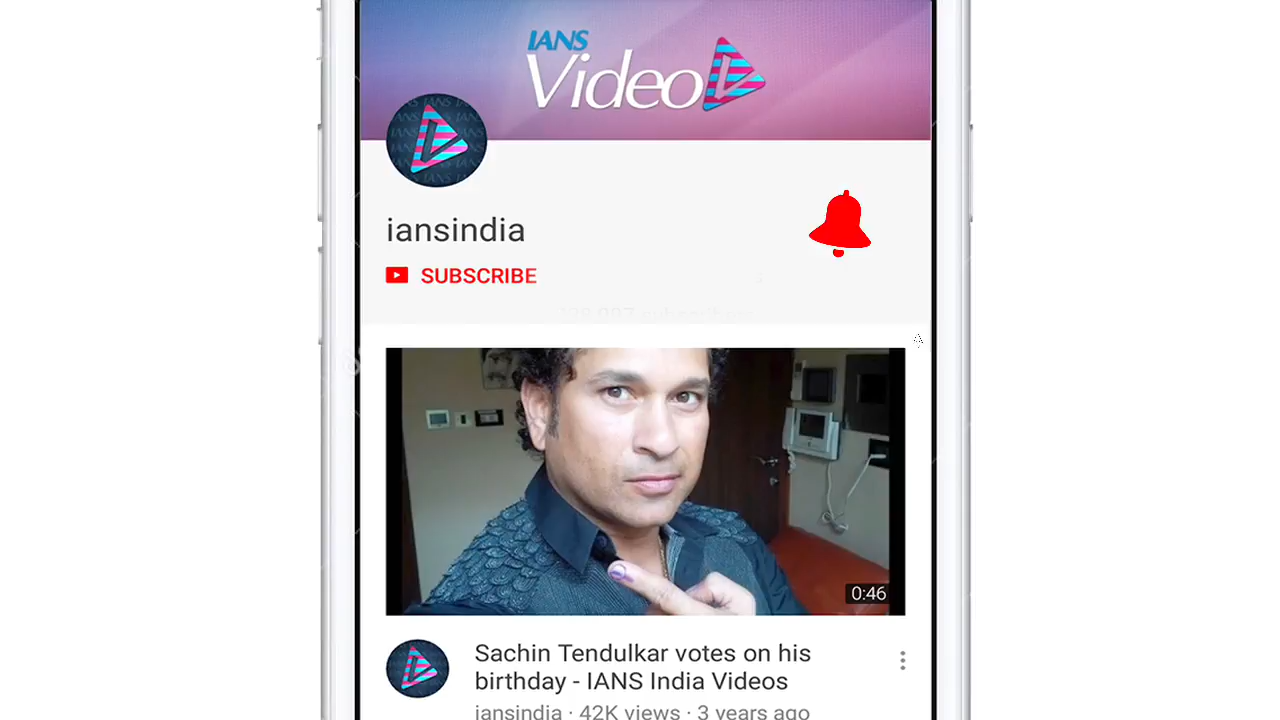 IANS
Video
iansindia
SUBSCRIBE
0:46
Sachin Tendulkar votes on his
birthday - IANS India Videos
iansindia · 42K views · 3 years ago